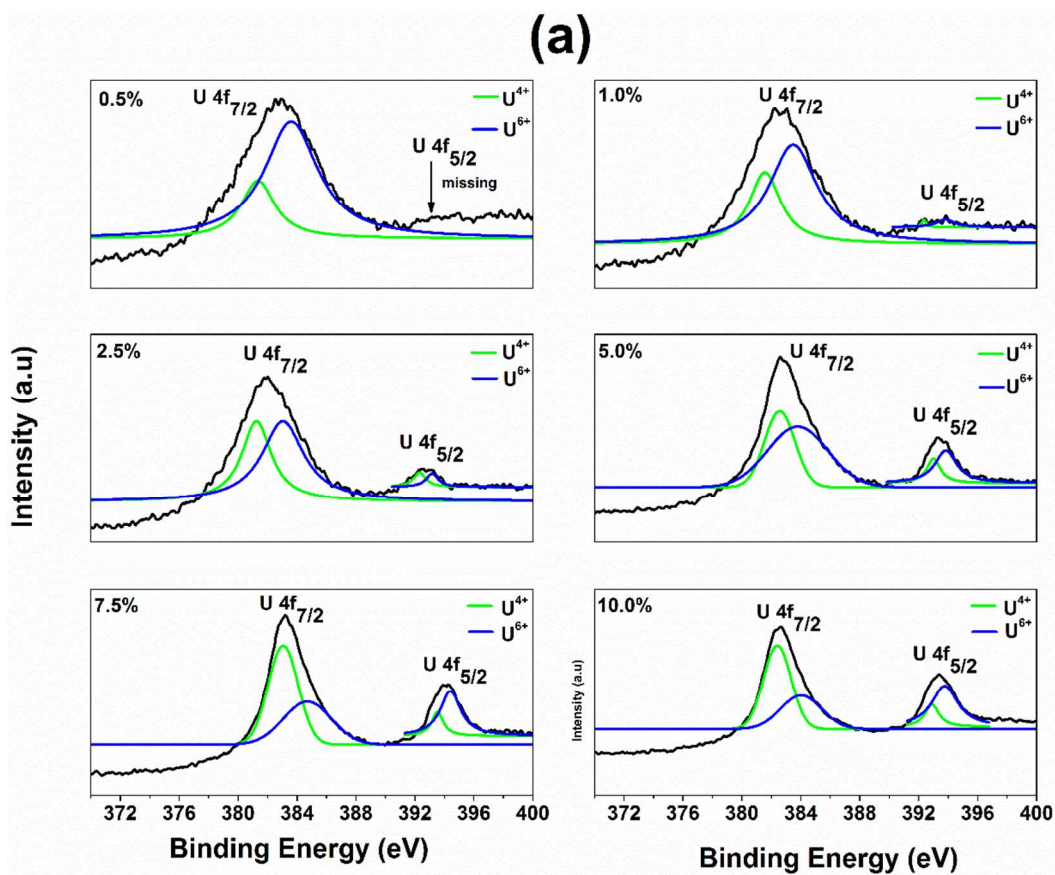 (a)
0.5%
U 4f7/2
U4+
U6+
U 4f5/2
missing
1.0%
U 4f7/2
U4+
U6+
U 4f5/2
2.5%
U 4f7/2
U4+
U6+
U 4f5/2
5.0%
U 4f7/2
U4+
U6+
U 4f5/2
Intensity (a.u)
7.5%
U 4f7/2
U4+
U6+
U 4f5/2
372 376 380 384 388 392 396 400
Binding Energy (eV)
10.0%
U 4f7/2
U4+
U6+
U 4f5/2
Intensity (a.u)
372 376 380 384 388 392 396 400
Binding Energy (eV)